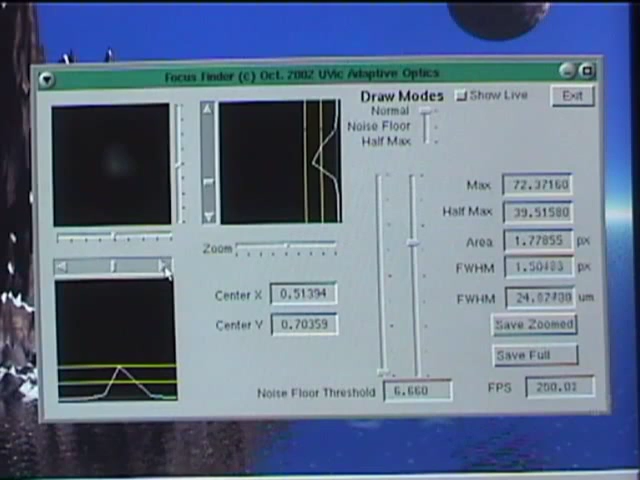 Focus Finder (c) Oct. 2002 UVic Adaptive Optics
Draw Modes
Show Live
Exit
Normal
Noise Floor
Half Max
Max 72.37160
Half Max 39.51580
Area 1.77855 px
FWHM px
FWHM um
Zoom
Center X 0.51394
Center Y 0.70359
Save Zoomed
Save Full
Noise Floor Threshold 6.660
FPS